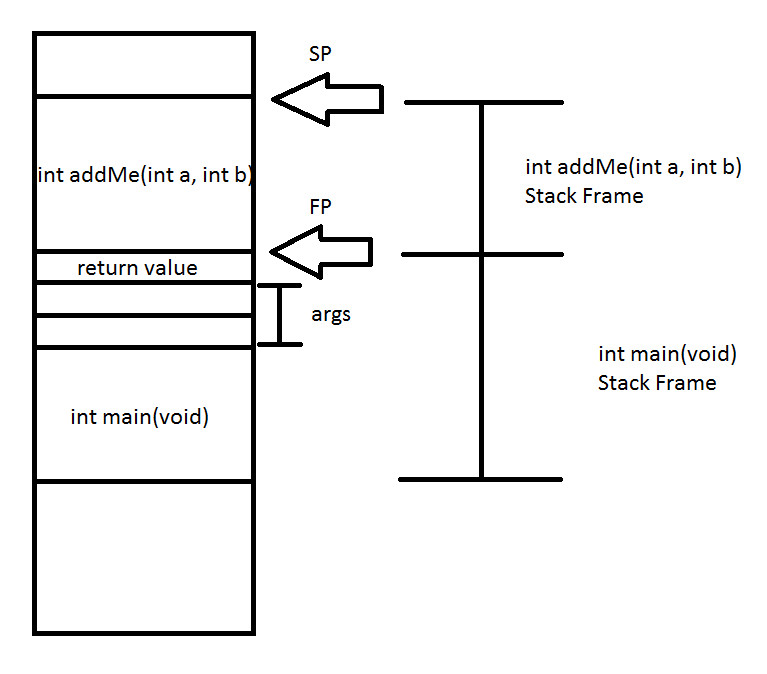 SP
int addMe(int a, int b)
int addMe(int a, int b)
Stack Frame
FP
return value
args
int main(void)
Stack Frame
int main(void)